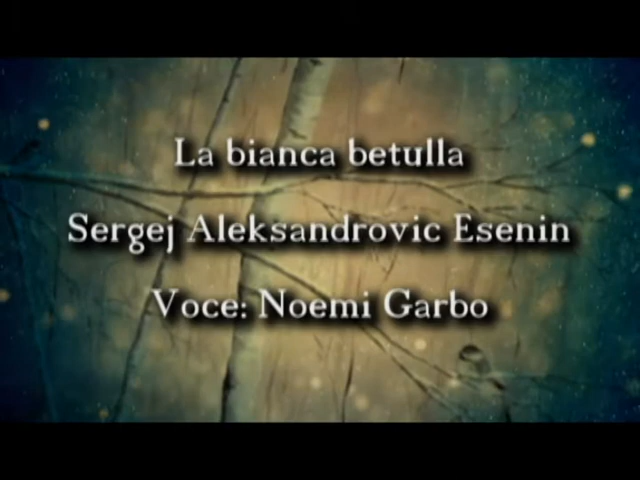 La bianca betulla
Sergej Aleksandrovic Esenin
Voce: Noemi Garbo